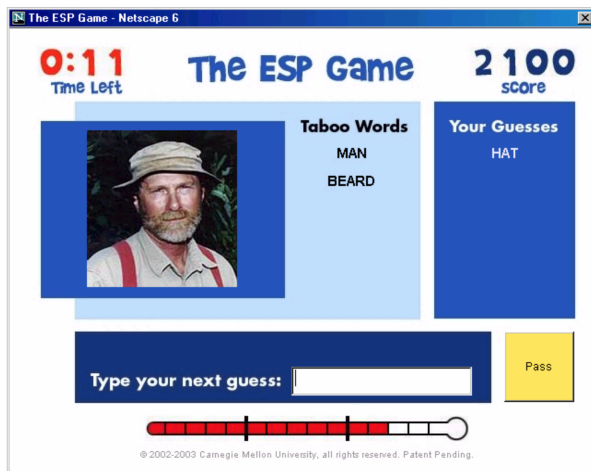 The ESP Game - Netscape 6
0:11
Time Left
The ESP Game
2100
score
Taboo Words
MAN
BEARD
Your Guesses
HAT
Type your next guess:
Pass
© 2002-2003 Carnegie Mellon University, all rights reserved. Patent Pending.